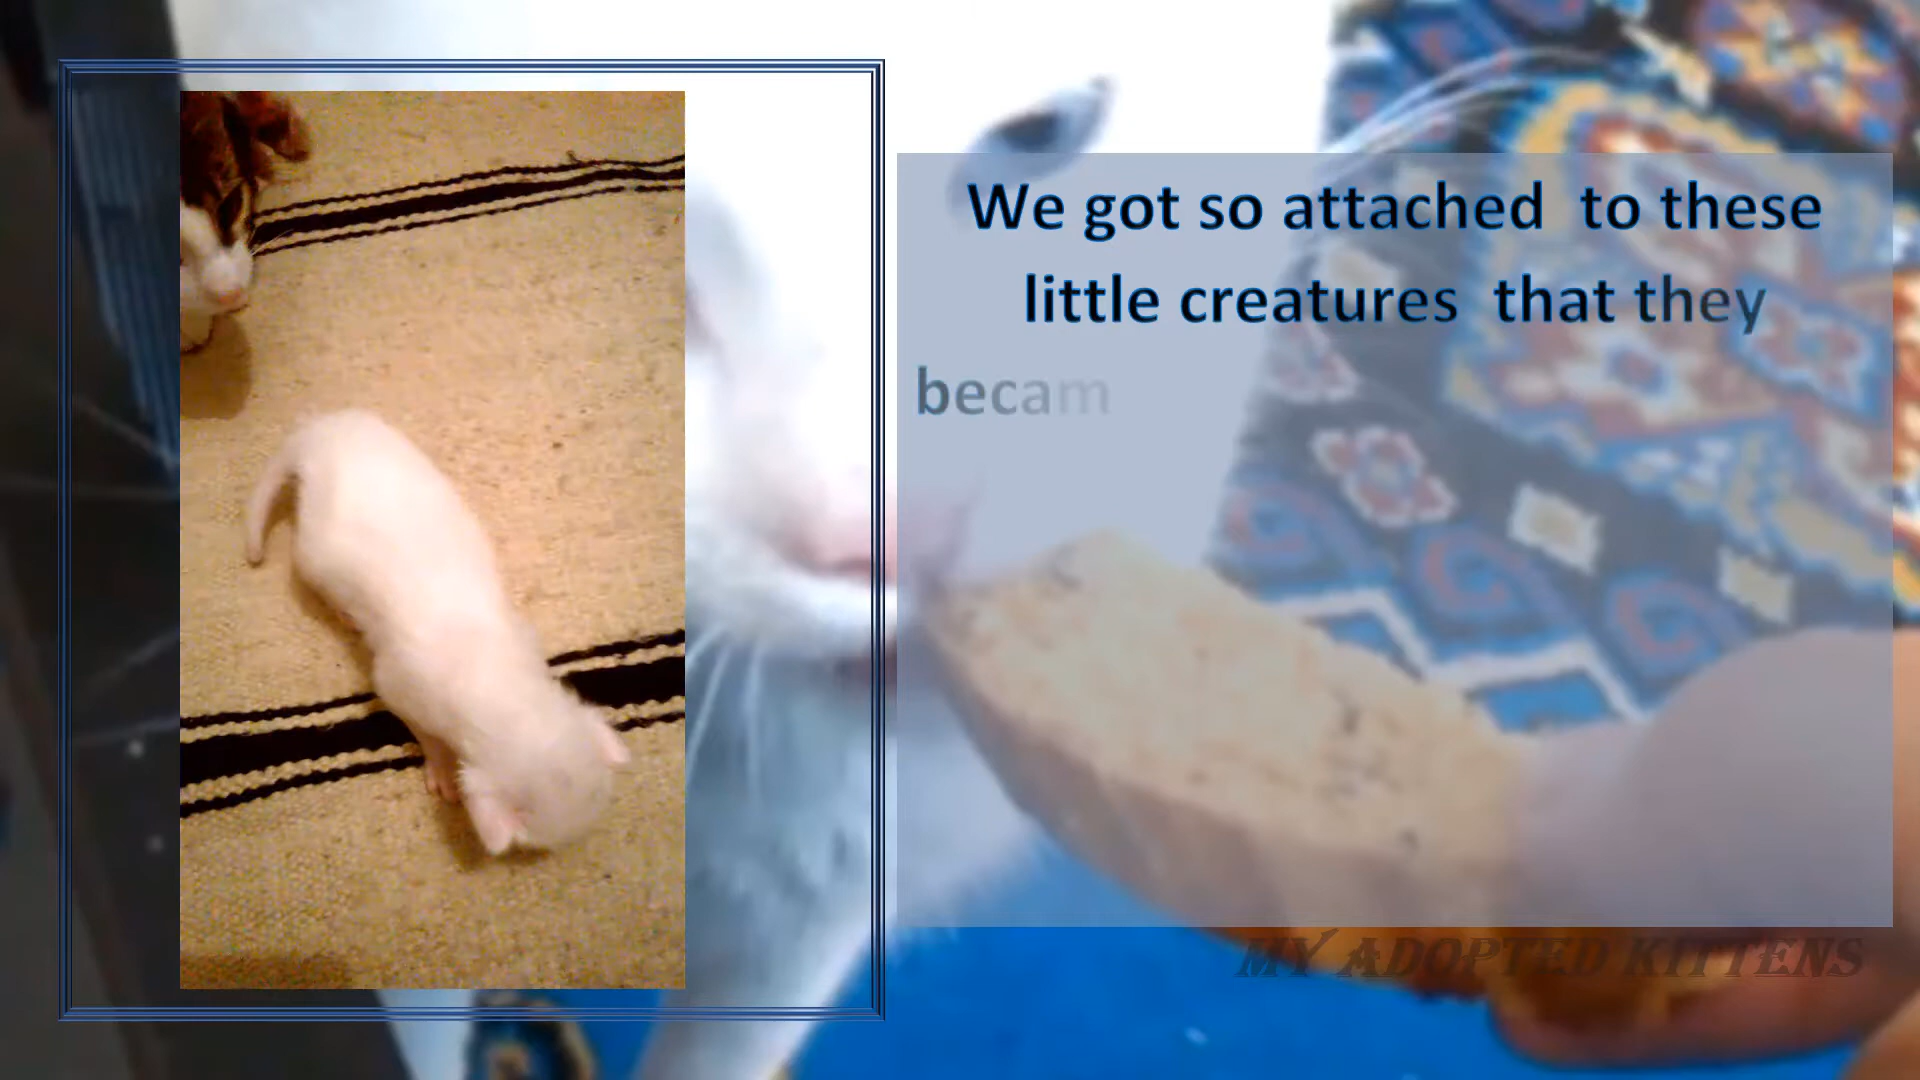 We got so attached to these
little creatures that they
becam
MY ADOPTED KITTENS